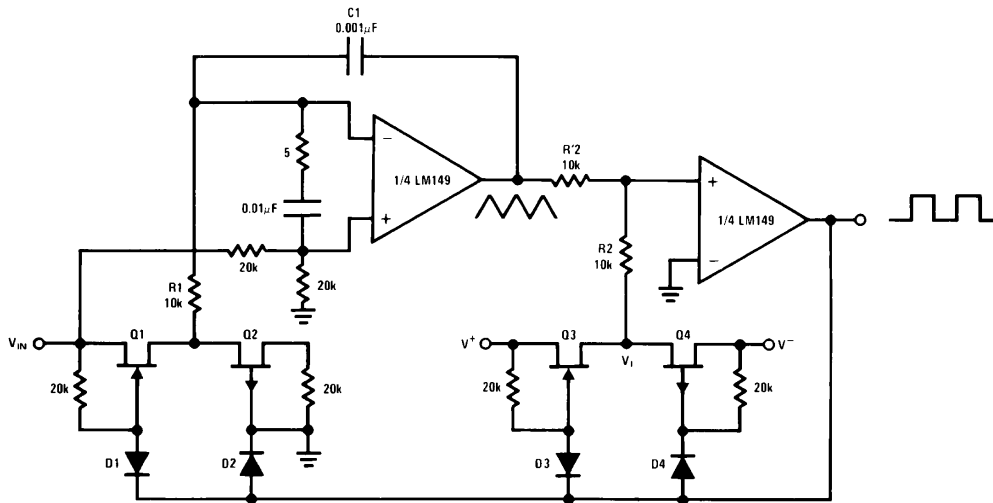 C1
0.001μF
5
0.01μF
−
+
1/4 LM149
R'2
10k
+
−
1/4 LM149
R2
10k
20k
20k
R1
10k
VIN
Q1
Q2
20k
20k
D1
D2
V+
Q3
VI
Q4
V−
20k
20k
D3
D4